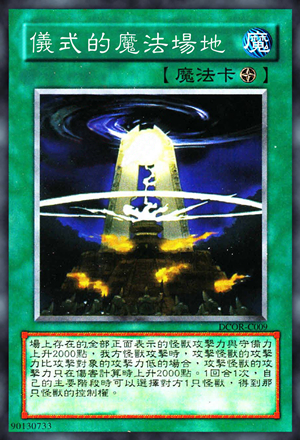 儀式的魔法場地 魔
【魔法卡】
DCOR-C009
場上存在的全部正面表示的怪獸攻擊力與守備力
上升2000點，我方怪獸攻擊時，攻擊怪獸的攻擊
力比攻擊對象的攻擊力低的場合，攻擊怪獸的攻
擊力只在傷害計算時上升2000點。1回合1次，自
己的主要階段時可以選擇對方1只怪獸，得到那
只怪獸的控制權。
90130733